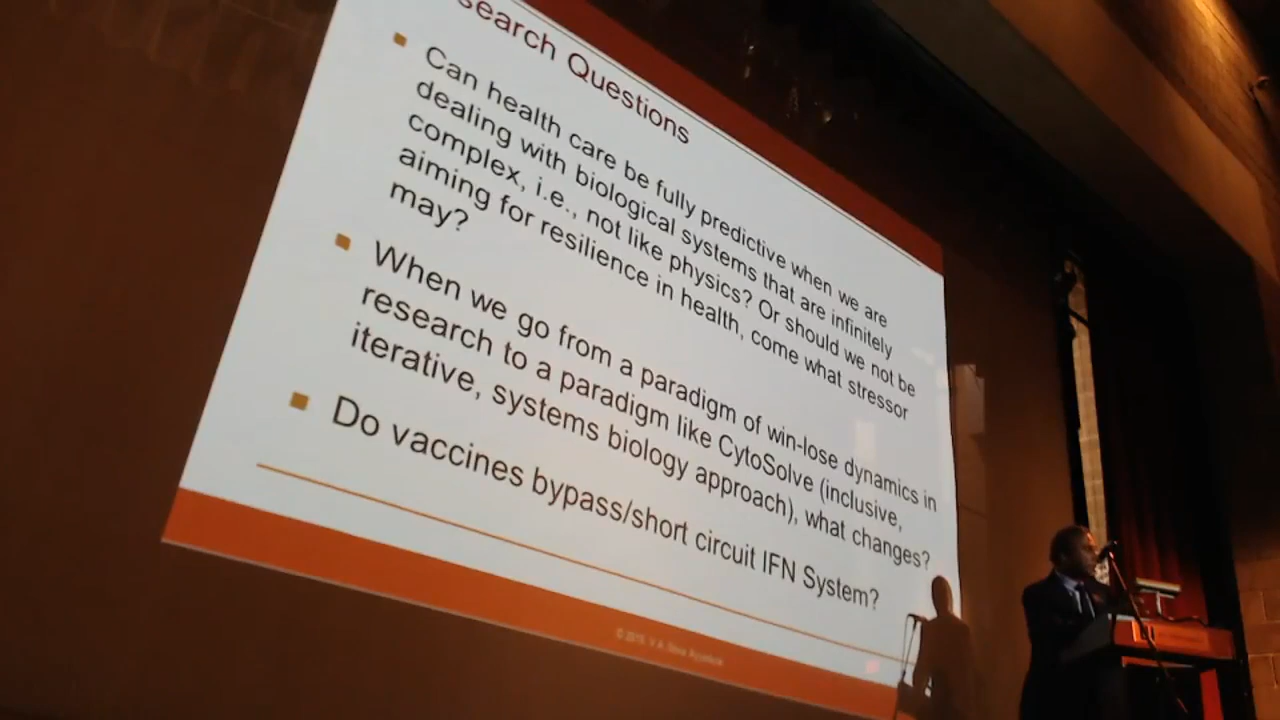 search Questions
Can health care be fully predictive when we are
dealing with biological systems that are infinitely
complex, i.e., not like physics? Or should we not be
aiming for resilience in health, come what stressor
may?
When we go from a paradigm of win-lose dynamics in
research to a paradigm like CytoSolve (inclusive,
iterative, systems biology approach), what changes?
Do vaccines bypass/short circuit IFN System?